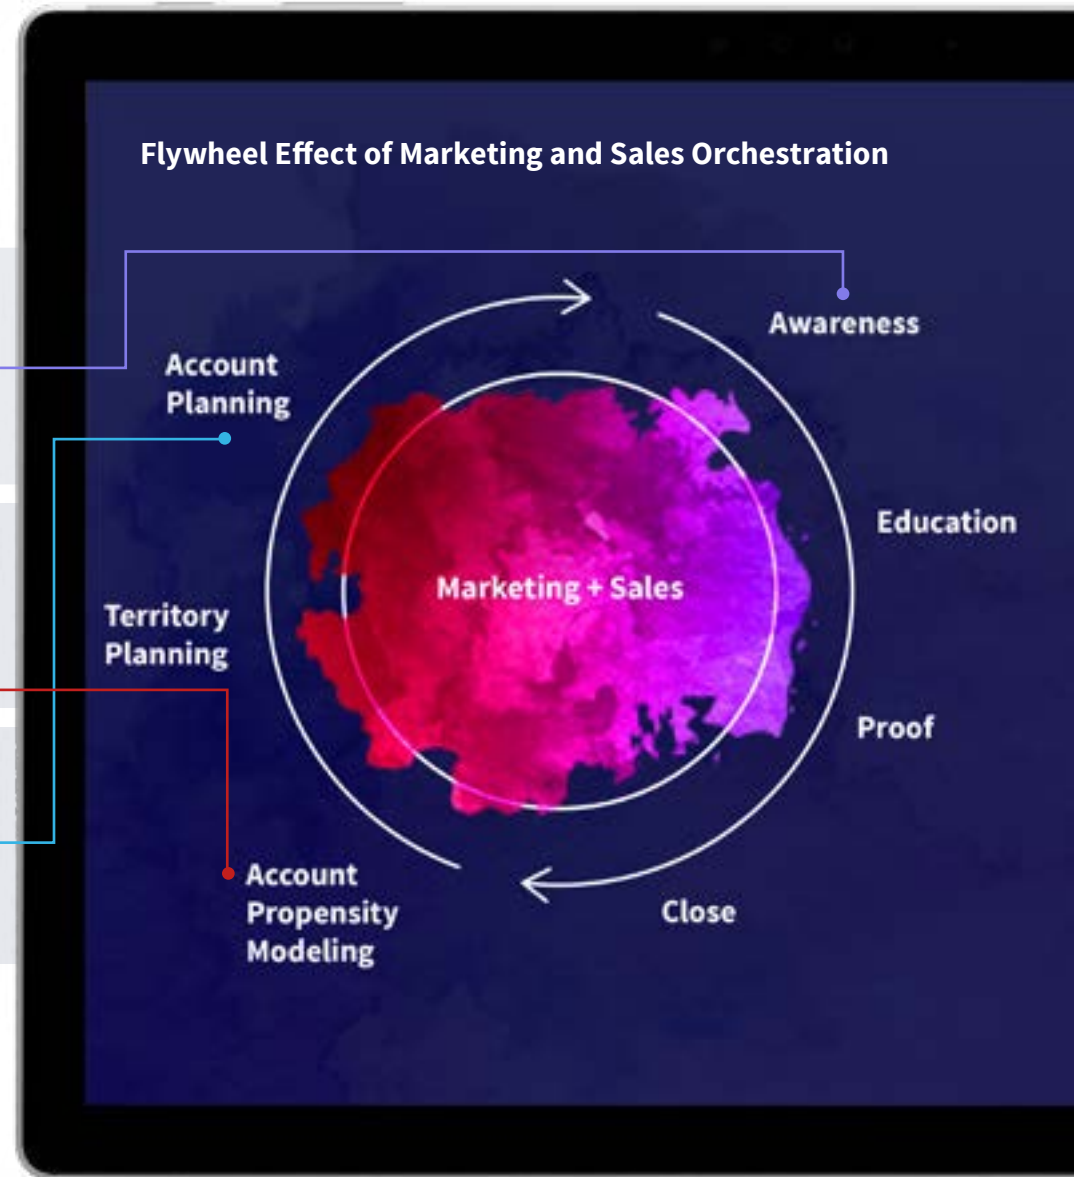 Flywheel Effect of Marketing and Sales Orchestration
Awareness
Account
Planning
Education
Marketing + Sales
Territory
Planning
Proof
Account
Propensity
Modeling
Close